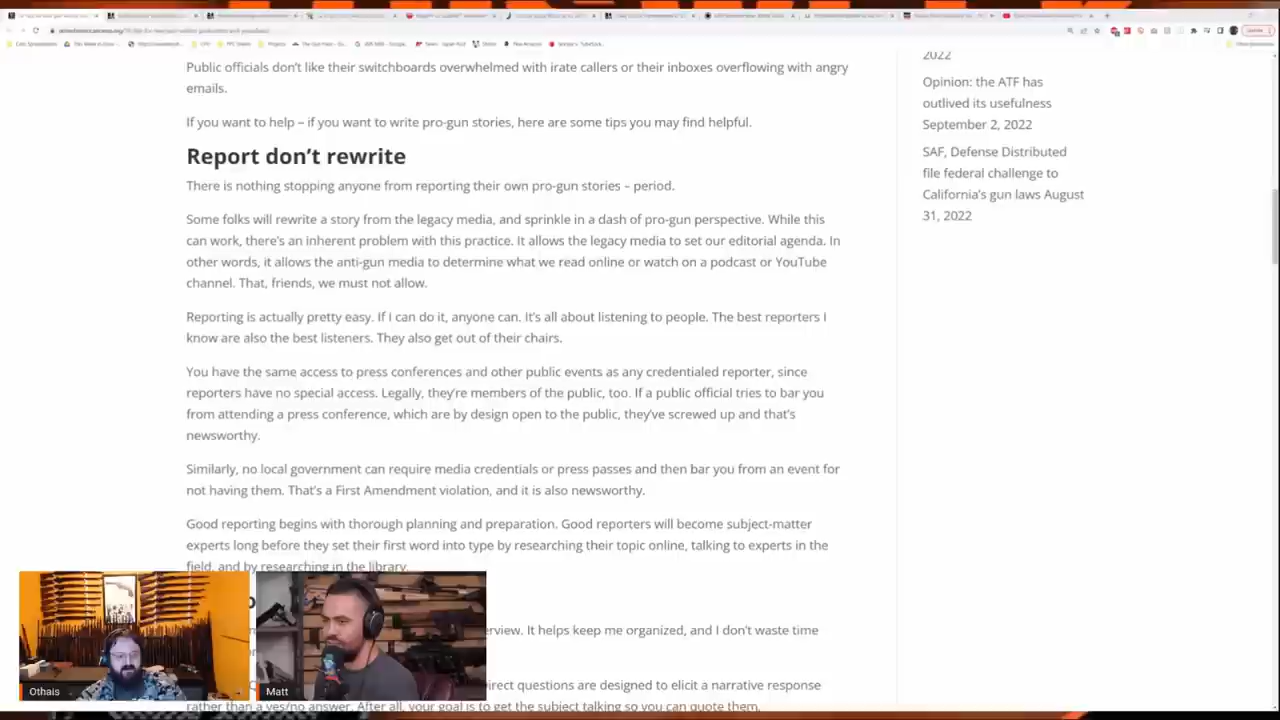 Public officials don't like their switchboards overwhelmed with irate callers or their inboxes overflowing with angry
emails.
If you want to help – if you want to write pro-gun stories, here are some tips you may find helpful.
Report don't rewrite
There is nothing stopping anyone from reporting their own pro-gun stories – period.
Some folks will rewrite a story from the legacy media, and sprinkle in a dash of pro-gun perspective. While this
can work, there's an inherent problem with this practice. It allows the legacy media to set our editorial agenda. In
other words, it allows the anti-gun media to determine what we read online or watch on a podcast or YouTube
channel. That, friends, we must not allow.
Reporting is actually pretty easy. If I can do it, anyone can. It's all about listening to people. The best reporters I
know are also the best listeners. They also get out of their chairs.
You have the same access to press conferences and other public events as any credentialed reporter, since
reporters have no special access. Legally, they're members of the public, too. If a public official tries to bar you
from attending a press conference, which are by design open to the public, they've screwed up and that's
newsworthy.
Similarly, no local government can require media credentials or press passes and then bar you from an event for
not having them. That's a First Amendment violation, and it is also newsworthy.
Good reporting begins with thorough planning and preparation. Good reporters will become subject-matter
experts long before they set their first word into type by researching their topic online, talking to experts in the
field, and by researching in the library.
erview. It helps keep me organized, and I don't waste time
irect questions are designed to elicit a narrative response
rather than a yes/no answer. After all, your goal is to get the subject talking so you can quote them.
2022
Opinion: the ATF has
outlived its usefulness
September 2, 2022
SAF, Defense Distributed
file federal challenge to
California's gun laws August
31, 2022
Othais
Matt